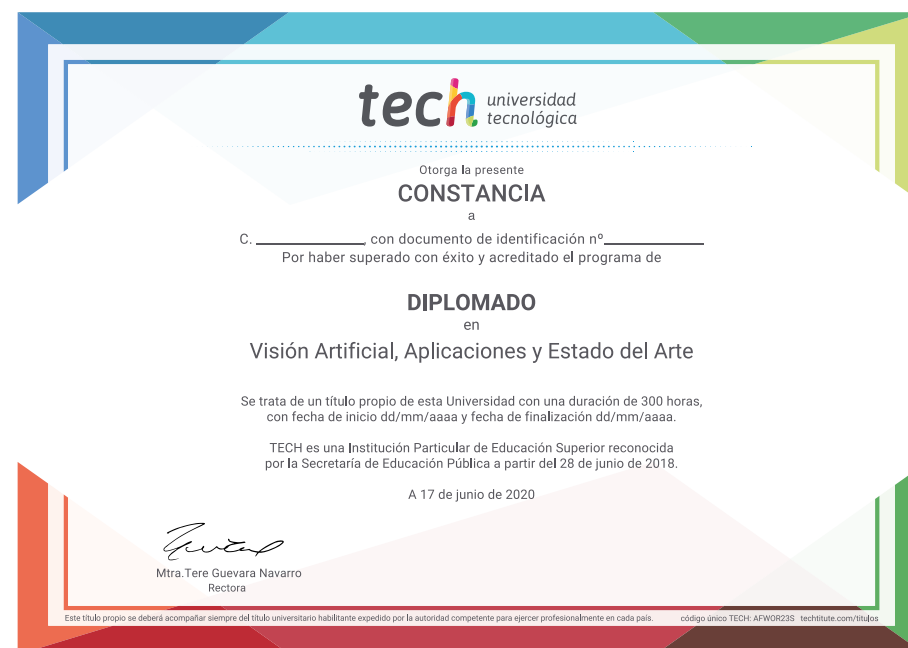 tech universidad
tecnológica
Otorga la presente
CONSTANCIA
a
C. ____________, con documento de identificación nº____________
Por haber superado con éxito y acreditado el programa de
DIPLOMADO
en
Visión Artificial, Aplicaciones y Estado del Arte
Se trata de un título propio de esta Universidad con una duración de 300 horas,
con fecha de inicio dd/mm/aaaa y fecha de finalización dd/mm/aaaa.
TECH es una Institución Particular de Educación Superior reconocida
por la Secretaría de Educación Pública a partir del 28 de junio de 2018.
A 17 de junio de 2020
Mtra.Tere Guevara Navarro
Rectora
Este título propio se deberá acompañar siempre del título universitario habilitante expedido por la autoridad competente para ejercer profesionalmente en cada país. código único TECH: AFWOR23S techtitute.com/titulos